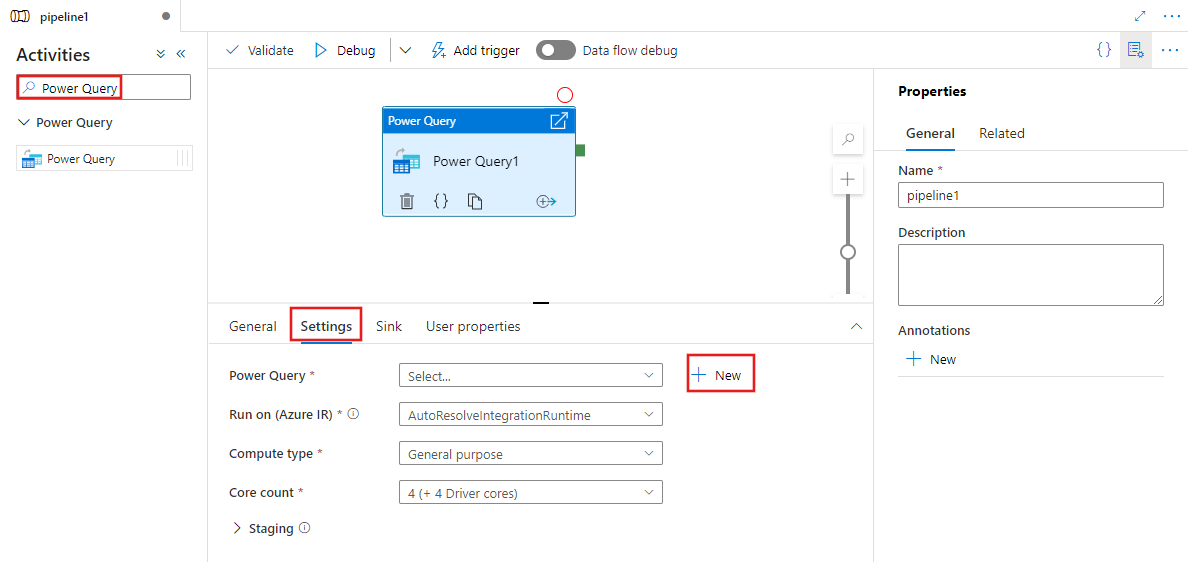 pipeline1
Activities
Power Query
Power Query
Power Query
Validate
Debug
Add trigger
Data flow debug
Power Query
Power Query1
General
Settings
Sink
User properties
Power Query *
Select...
New
Run on (Azure IR) *
AutoResolveIntegrationRuntime
Compute type *
General purpose
Core count *
4 (+ 4 Driver cores)
Staging
Properties
General
Related
Name *
pipeline1
Description
Annotations
New